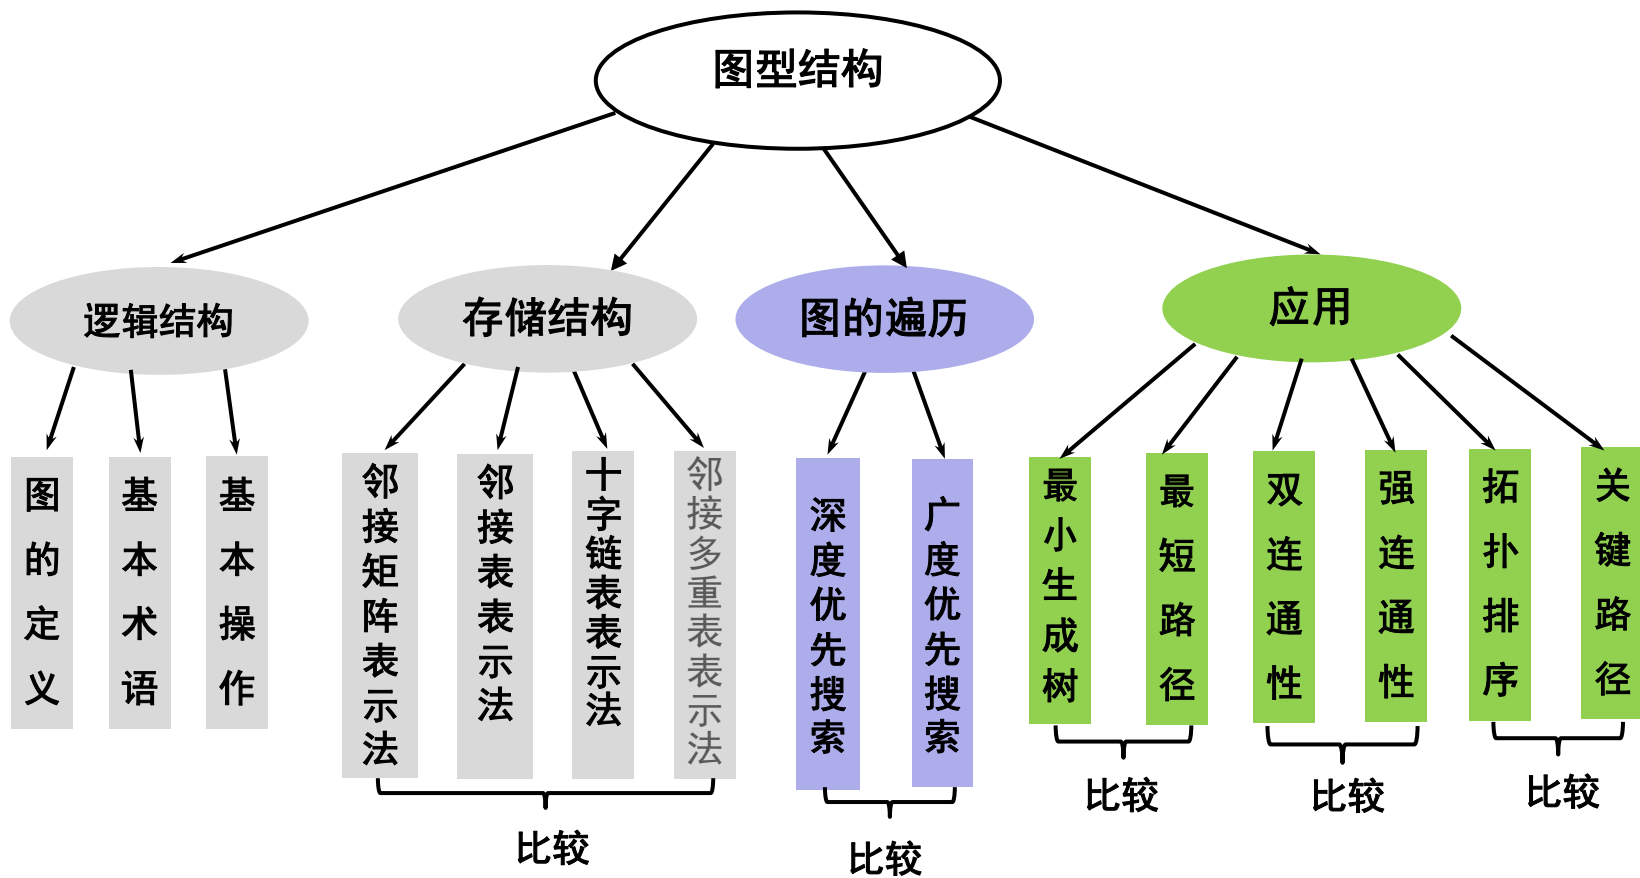 图型结构
逻辑结构
存储结构
图的遍历
应用
图的定义
基本术语
基本操作
邻接矩阵表示法
邻接表表示法
十字链表表示法
邻接多重表表示法
深度优先搜索
广度优先搜索
最小生成树
最短路径
双连通性
强连通性
拓扑排序
关键路径
比较
比较
比较
比较
比较